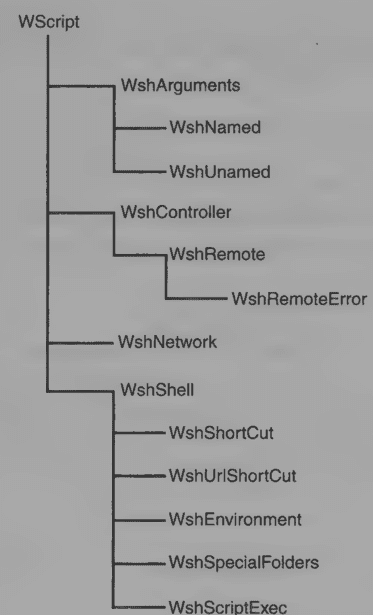 WScript
WshArguments
WshNamed
WshUnamed
WshController
WshRemote
WshRemoteError
WshNetwork
WshShell
WshShortCut
WshUrlShortCut
WshEnvironment
WshSpecialFolders
WshScriptExec